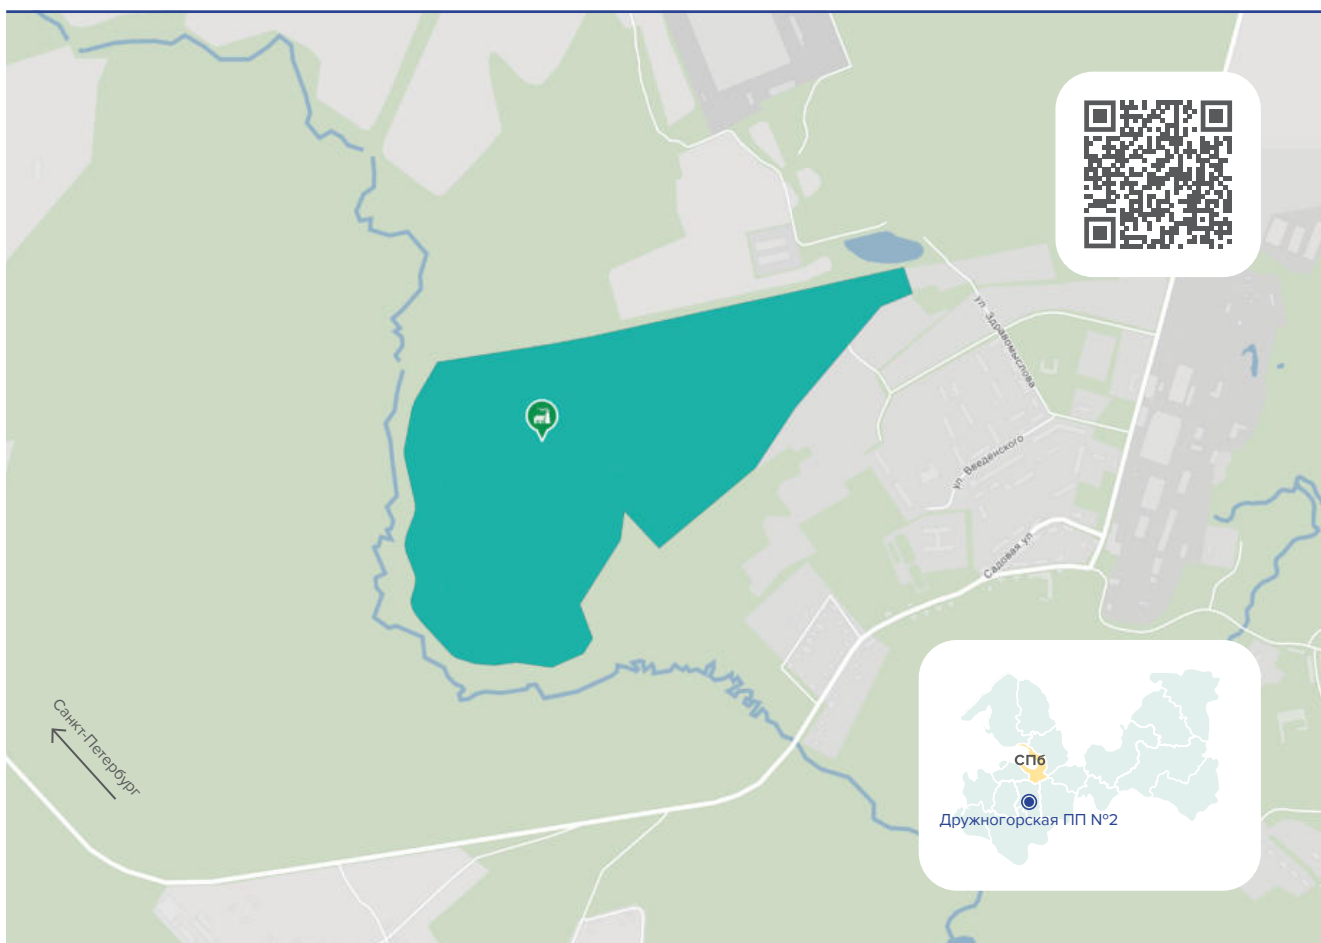 ул. Здравомыслова
ул. Введенского
Садовая ул
Санкт-Петербург
СПб
Дружногорская ПП №2